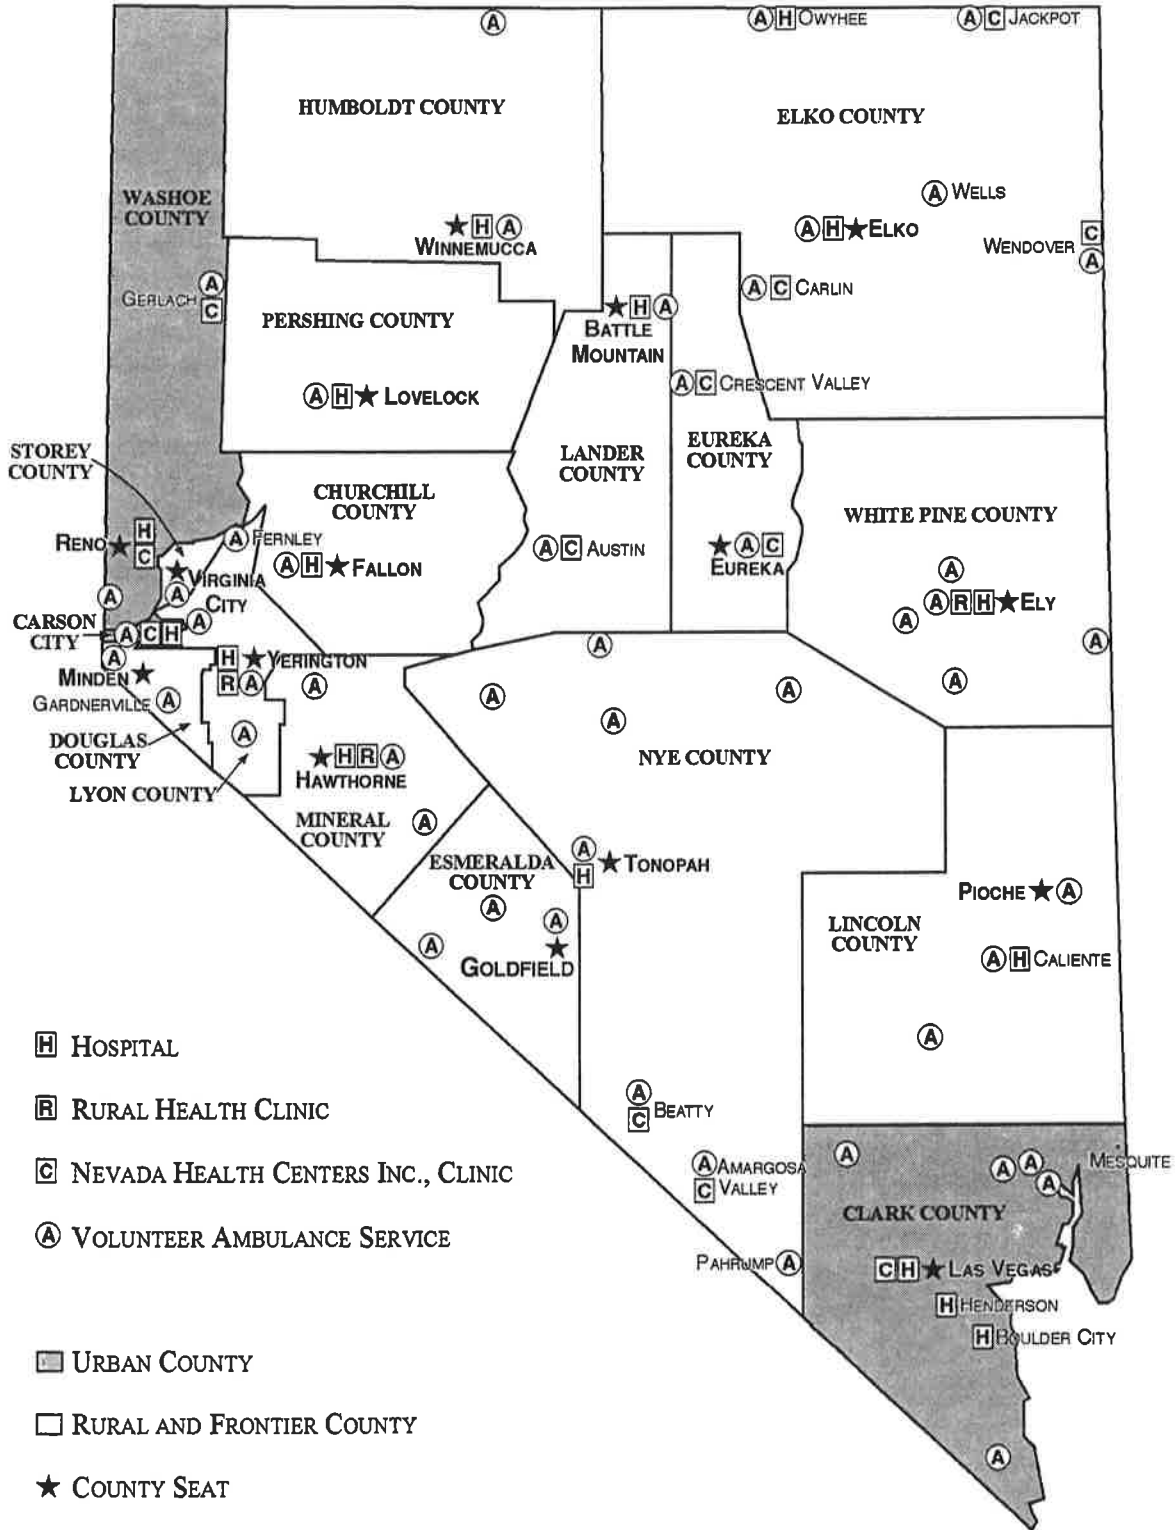 A
A H OWYHEE
A C JACKPOT
HUMBOLDT COUNTY
ELKO COUNTY
WASHOE
COUNTY
A WELLS
H A
WINNEMUCCA
A H ELKO
C
WENDOVER
A
GERLACH
A
C
A C CARLIN
PERSHING COUNTY
H A
BATTLE
MOUNTAIN
A H LOVELOCK
A C CRESCENT VALLEY
STOREY
COUNTY
LANDER
COUNTY
EUREKA
COUNTY
CHURCHILL
COUNTY
WHITE PINE COUNTY
RENO
H
C
A FERNLEY
A H FALLON
A C AUSTIN
A C
EUREKA
VIRGINIA
CITY
A
A
A
A R H ELY
A
A
A
CARSON
CITY
A C H
A
A
A
MINDEN
H
R A
YERINGTON
A
GARDNERVILLE A
A
A
A
DOUGLAS
COUNTY
A
NYE COUNTY
LYON COUNTY
H R A
HAWTHORNE
MINERAL
COUNTY
A
ESMERALDA
COUNTY
A
H
TONOPAH
A
A
A
GOLDFIELD
PIOCHE A
LINCOLN
COUNTY
A H CALIENTE
A
H HOSPITAL
R RURAL HEALTH CLINIC
C NEVADA HEALTH CENTERS INC., CLINIC
A VOLUNTEER AMBULANCE SERVICE
A
C
BEATTY
A AMARGOSA
C VALLEY
A
A A
A
MESQUITE
CLARK COUNTY
PAHRUMP A
C H LAS VEGAS
H HENDERSON
H BOULDER CITY
A
URBAN COUNTY
RURAL AND FRONTIER COUNTY
COUNTY SEAT